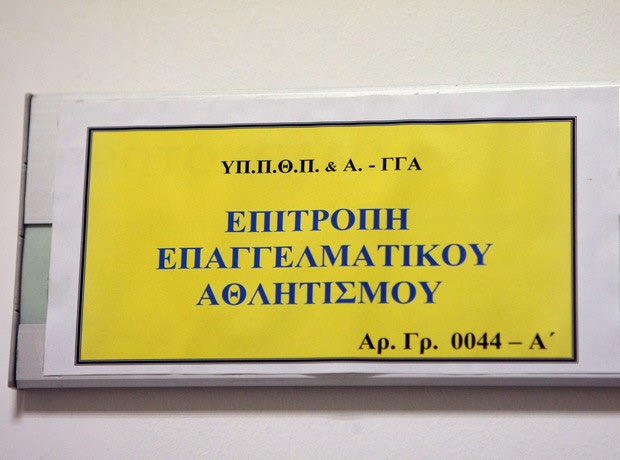 ΥΠ.Π.Θ.Π. & Α. - ΓΓΑ
ΕΠΙΤΡΟΠΗ
ΕΠΑΓΓΕΛΜΑΤΙΚΟΥ
ΑΘΛΗΤΙΣΜΟΥ
Αρ. Γρ. 0044 – Α΄